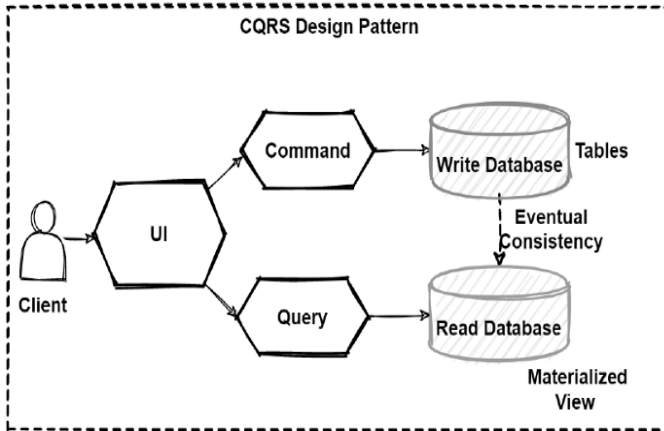 CQRS Design Pattern
Command
Write Database
Tables
UI
Eventual
Consistency
Client
Query
Read Database
Materialized
View